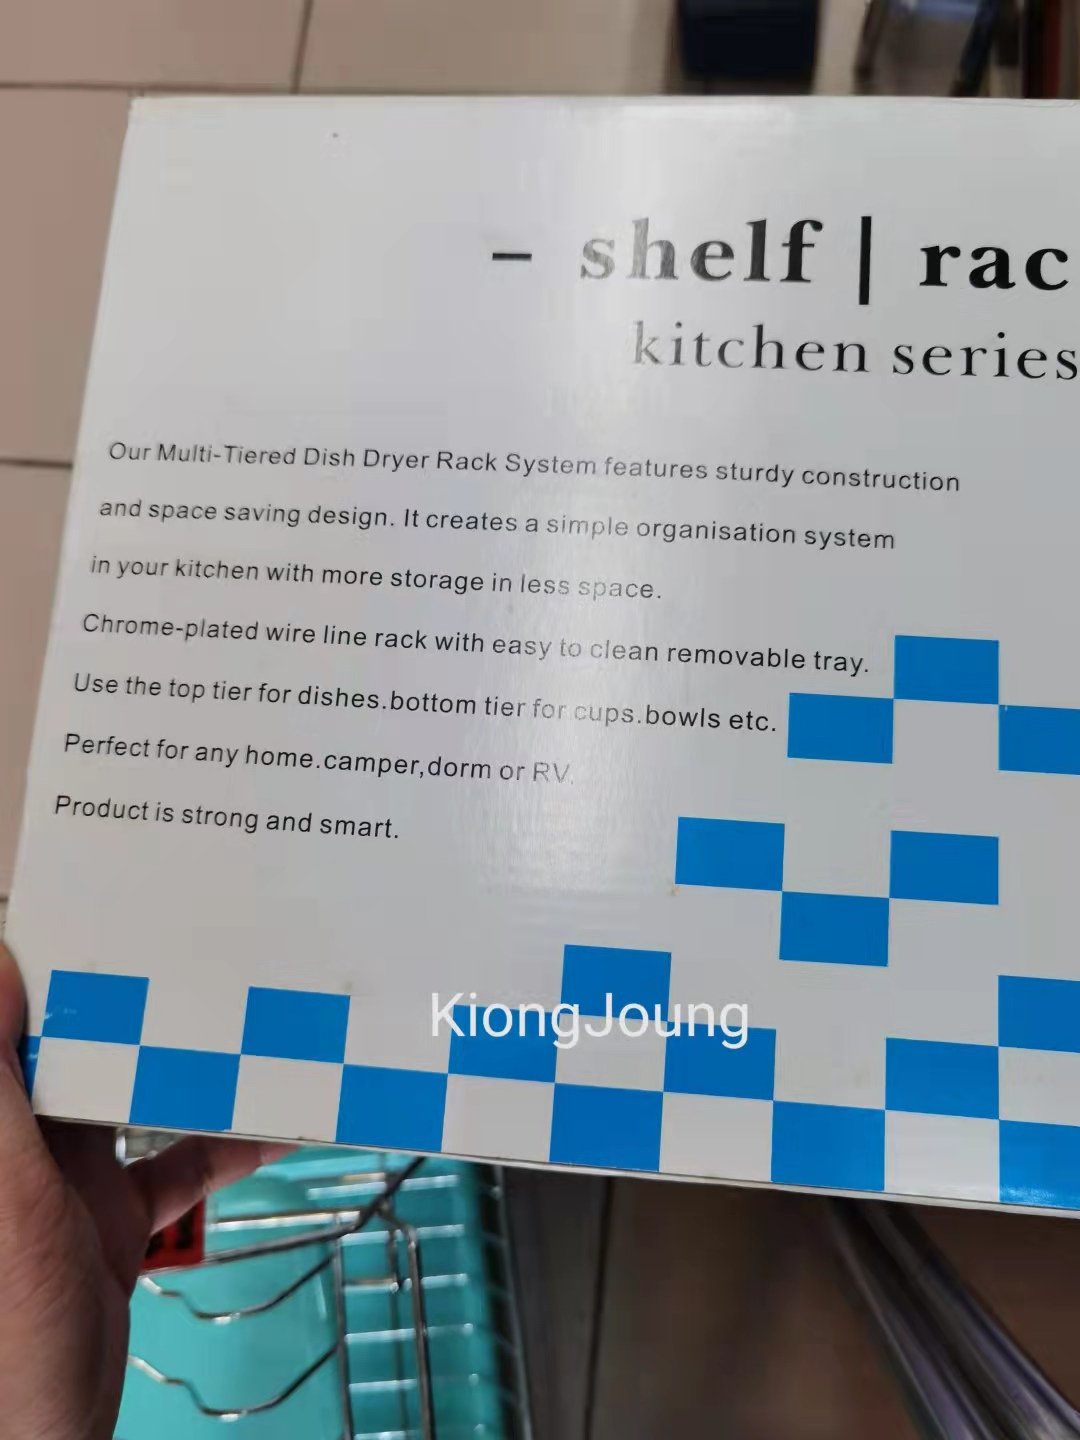 - shelf | rac
kitchen series
Our Multi-Tiered Dish Dryer Rack System features sturdy construction
and space saving design. It creates a simple organisation system
in your kitchen with more storage in less space.
Chrome-plated wire line rack with easy to clean removable tray.
Use the top tier for dishes.bottom tier for cups.bowls etc.
Perfect for any home.camper,dorm or RV.
Product is strong and smart.
KiongJoung